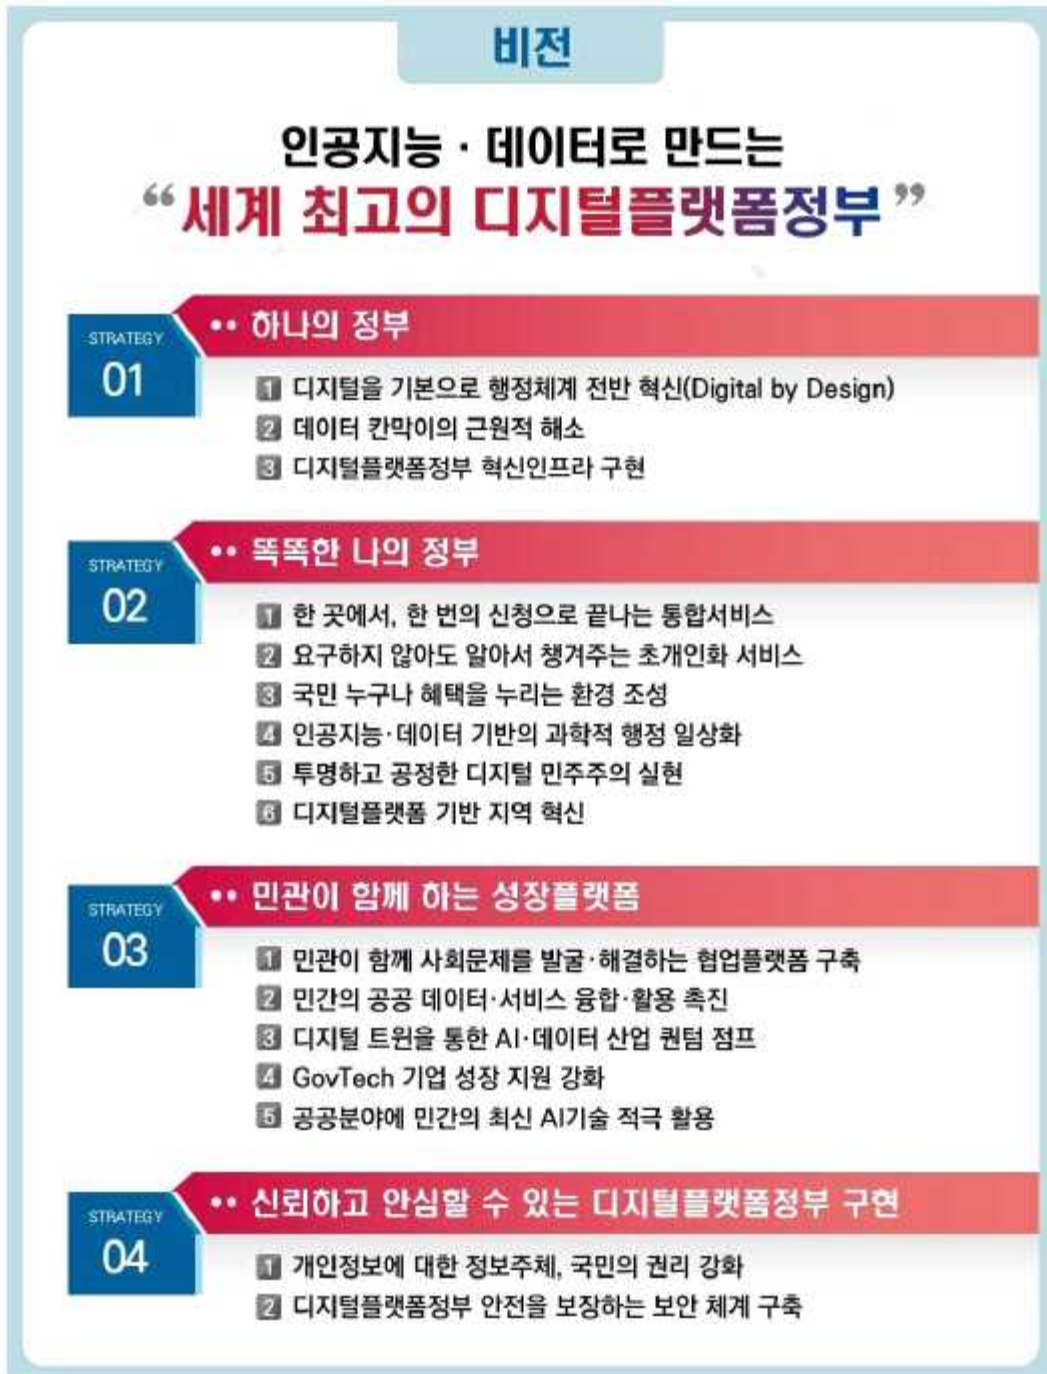 비전
인공지능 · 데이터로 만드는
“세계 최고의 디지털플랫폼정부”
STRATEGY
01
•• 하나의 정부
1 디지털을 기본으로 행정체계 전반 혁신(Digital by Design)
2 데이터 칸막이의 근원적 해소
3 디지털플랫폼정부 혁신인프라 구현
STRATEGY
02
•• 똑똑한 나의 정부
1 한 곳에서, 한 번의 신청으로 끝나는 통합서비스
2 요구하지 않아도 알아서 챙겨주는 초개인화 서비스
3 국민 누구나 혜택을 누리는 환경 조성
4 인공지능·데이터 기반의 과학적 행정 일상화
5 투명하고 공정한 디지털 민주주의 실현
6 디지털플랫폼 기반 지역 혁신
STRATEGY
03
•• 민관이 함께 하는 성장플랫폼
1 민관이 함께 사회문제를 발굴·해결하는 협업플랫폼 구축
2 민간의 공공 데이터·서비스 융합·활용 촉진
3 디지털 트윈을 통한 AI·데이터 산업 퀀텀 점프
4 GovTech 기업 성장 지원 강화
5 공공분야에 민간의 최신 AI기술 적극 활용
STRATEGY
04
•• 신뢰하고 안심할 수 있는 디지털플랫폼정부 구현
1 개인정보에 대한 정보주체, 국민의 권리 강화
2 디지털플랫폼정부 안전을 보장하는 보안 체계 구축